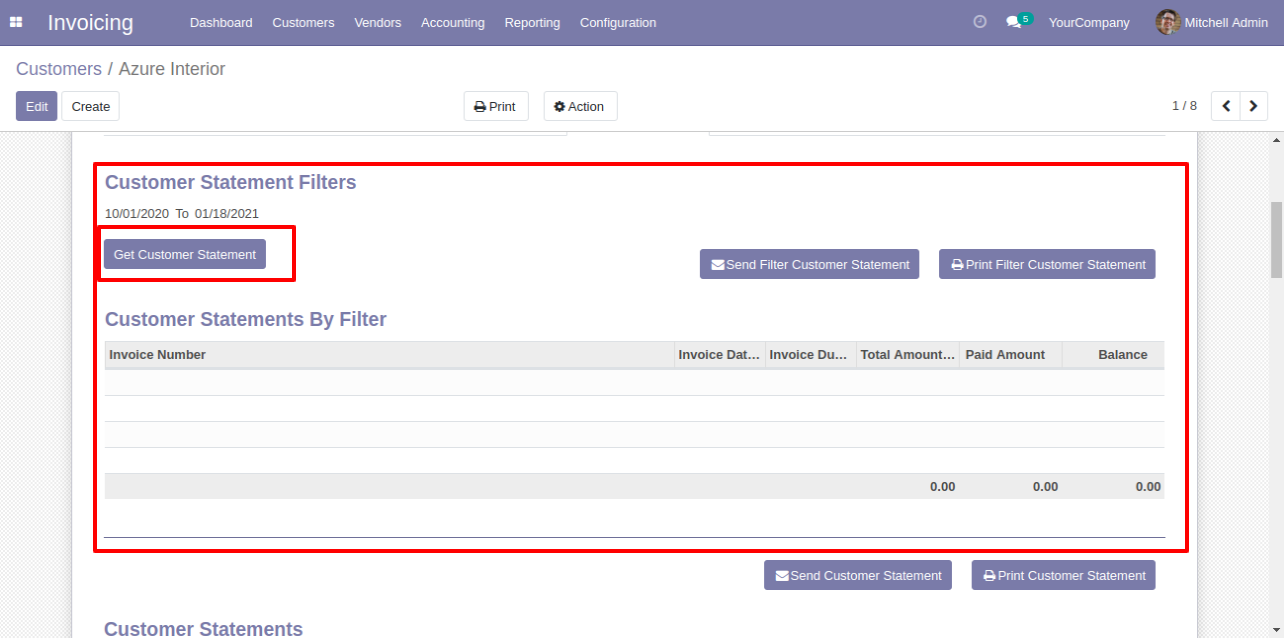 Invoicing Dashboard Customers Vendors Accounting Reporting Configuration 5 YourCompany Mitchell Admin
Customers / Azure Interior
Edit Create Print Action 1 / 8
Customer Statement Filters
10/01/2020 To 01/18/2021
Get Customer Statement
Send Filter Customer Statement Print Filter Customer Statement
Customer Statements By Filter
Invoice Number Invoice Dat... Invoice Du... Total Amount... Paid Amount Balance
0.00 0.00 0.00
Send Customer Statement Print Customer Statement
Customer Statements